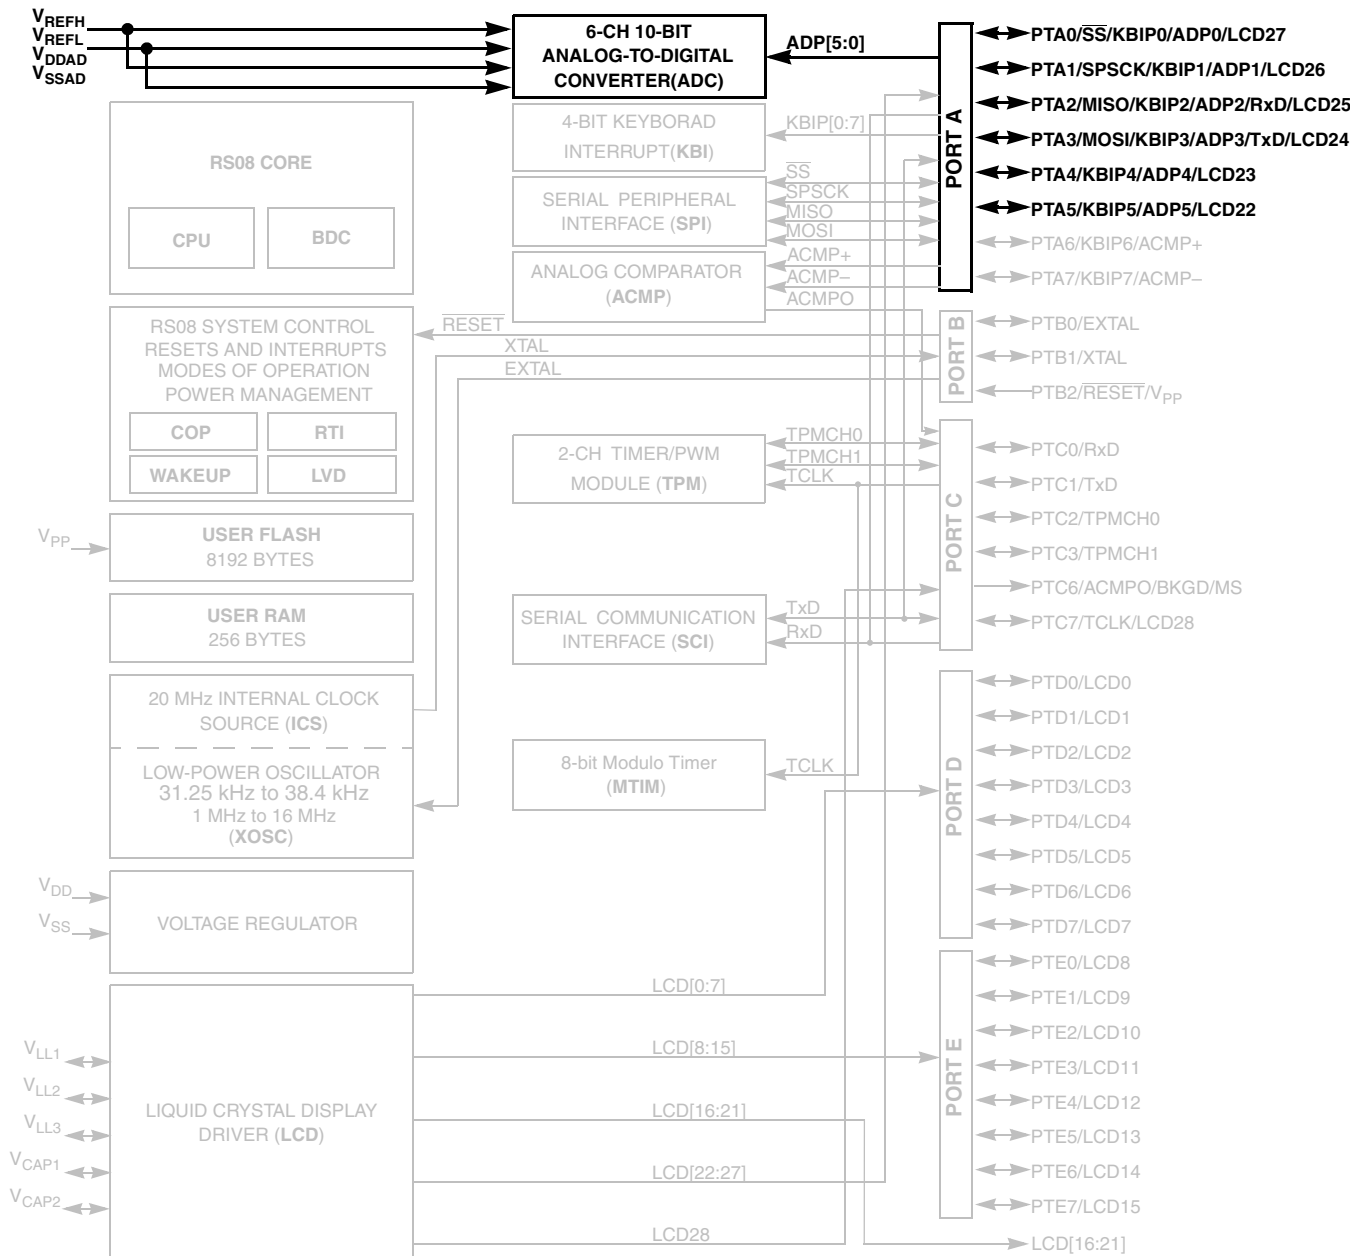 VREFH
VREFL
VDDAD
VSSAD
6-CH 10-BIT
ANALOG-TO-DIGITAL
CONVERTER(ADC)
ADP[5:0]
4-BIT KEYBORAD
INTERRUPT(KBI)
KBIP[0:7]
SERIAL PERIPHERAL
INTERFACE (SPI)
SS
SPSCK
MISO
MOSI
ANALOG COMPARATOR
(ACMP)
ACMP+
ACMP–
ACMPO
RS08 CORE
CPU
BDC
RS08 SYSTEM CONTROL
RESETS AND INTERRUPTS
MODES OF OPERATION
POWER MANAGEMENT
COP
RTI
WAKEUP
LVD
RESET
XTAL
EXTAL
2-CH TIMER/PWM
MODULE (TPM)
TPMCH0
TPMCH1
TCLK
VPP
USER FLASH
8192 BYTES
USER RAM
256 BYTES
SERIAL COMMUNICATION
INTERFACE (SCI)
TxD
RxD
20 MHz INTERNAL CLOCK
SOURCE (ICS)
LOW-POWER OSCILLATOR
31.25 kHz to 38.4 kHz
1 MHz to 16 MHz
(XOSC)
8-bit Modulo Timer
(MTIM)
TCLK
VDD
VSS
VOLTAGE REGULATOR
VLL1
VLL2
VLL3
VCAP1
VCAP2
LIQUID CRYSTAL DISPLAY
DRIVER (LCD)
LCD[0:7]
LCD[8:15]
LCD[16:21]
LCD[22:27]
LCD28
PORT A
PTA0/SS/KBIP0/ADP0/LCD27
PTA1/SPSCK/KBIP1/ADP1/LCD26
PTA2/MISO/KBIP2/ADP2/RxD/LCD25
PTA3/MOSI/KBIP3/ADP3/TxD/LCD24
PTA4/KBIP4/ADP4/LCD23
PTA5/KBIP5/ADP5/LCD22
PTA6/KBIP6/ACMP+
PTA7/KBIP7/ACMP–
PORT B
PTB0/EXTAL
PTB1/XTAL
PTB2/RESET/VPP
PORT C
PTC0/RxD
PTC1/TxD
PTC2/TPMCH0
PTC3/TPMCH1
PTC6/ACMPO/BKGD/MS
PTC7/TCLK/LCD28
PORT D
PTD0/LCD0
PTD1/LCD1
PTD2/LCD2
PTD3/LCD3
PTD4/LCD4
PTD5/LCD5
PTD6/LCD6
PTD7/LCD7
PORT E
PTE0/LCD8
PTE1/LCD9
PTE2/LCD10
PTE3/LCD11
PTE4/LCD12
PTE5/LCD13
PTE6/LCD14
PTE7/LCD15
LCD[16:21]